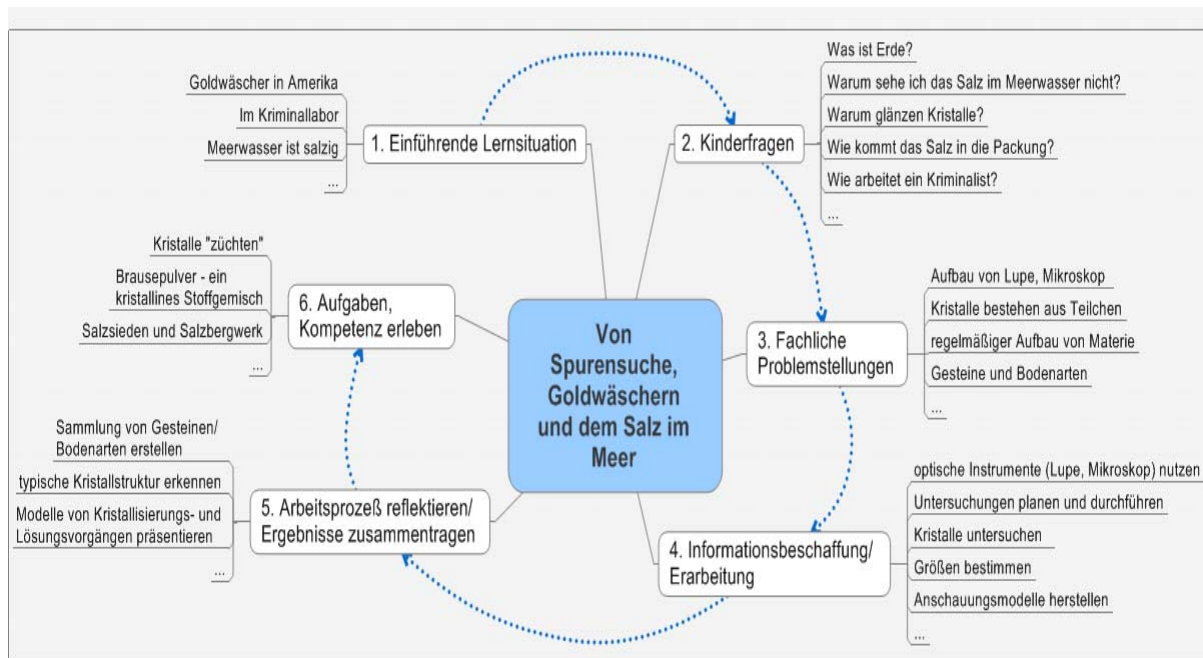 Von
Spurensuche,
Goldwäschern
und dem Salz im
Meer
1. Einführende Lernsituation
Goldwäscher in Amerika
Im Kriminallabor
Meerwasser ist salzig
...
2. Kinderfragen
Was ist Erde?
Warum sehe ich das Salz im Meerwasser nicht?
Warum glänzen Kristalle?
Wie kommt das Salz in die Packung?
Wie arbeitet ein Kriminalist?
...
3. Fachliche
Problemstellungen
Aufbau von Lupe, Mikroskop
Kristalle bestehen aus Teilchen
regelmäßiger Aufbau von Materie
Gesteine und Bodenarten
...
4. Informationsbeschaffung/
Erarbeitung
optische Instrumente (Lupe, Mikroskop) nutzen
Untersuchungen planen und durchführen
Kristalle untersuchen
Größen bestimmen
Anschauungsmodelle herstellen
...
5. Arbeitsprozeß reflektieren/
Ergebnisse zusammentragen
Sammlung von Gesteinen/
Bodenarten erstellen
typische Kristallstruktur erkennen
Modelle von Kristallisierungs- und
Lösungsvorgängen präsentieren
...
6. Aufgaben,
Kompetenz erleben
Kristalle "züchten"
Brausepulver - ein
kristallines Stoffgemisch
Salzsieden und Salzbergwerk
...